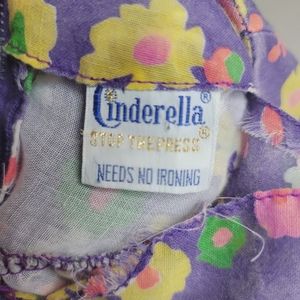 Cinderella®
STOP THE PRESS®
NEEDS NO IRONING